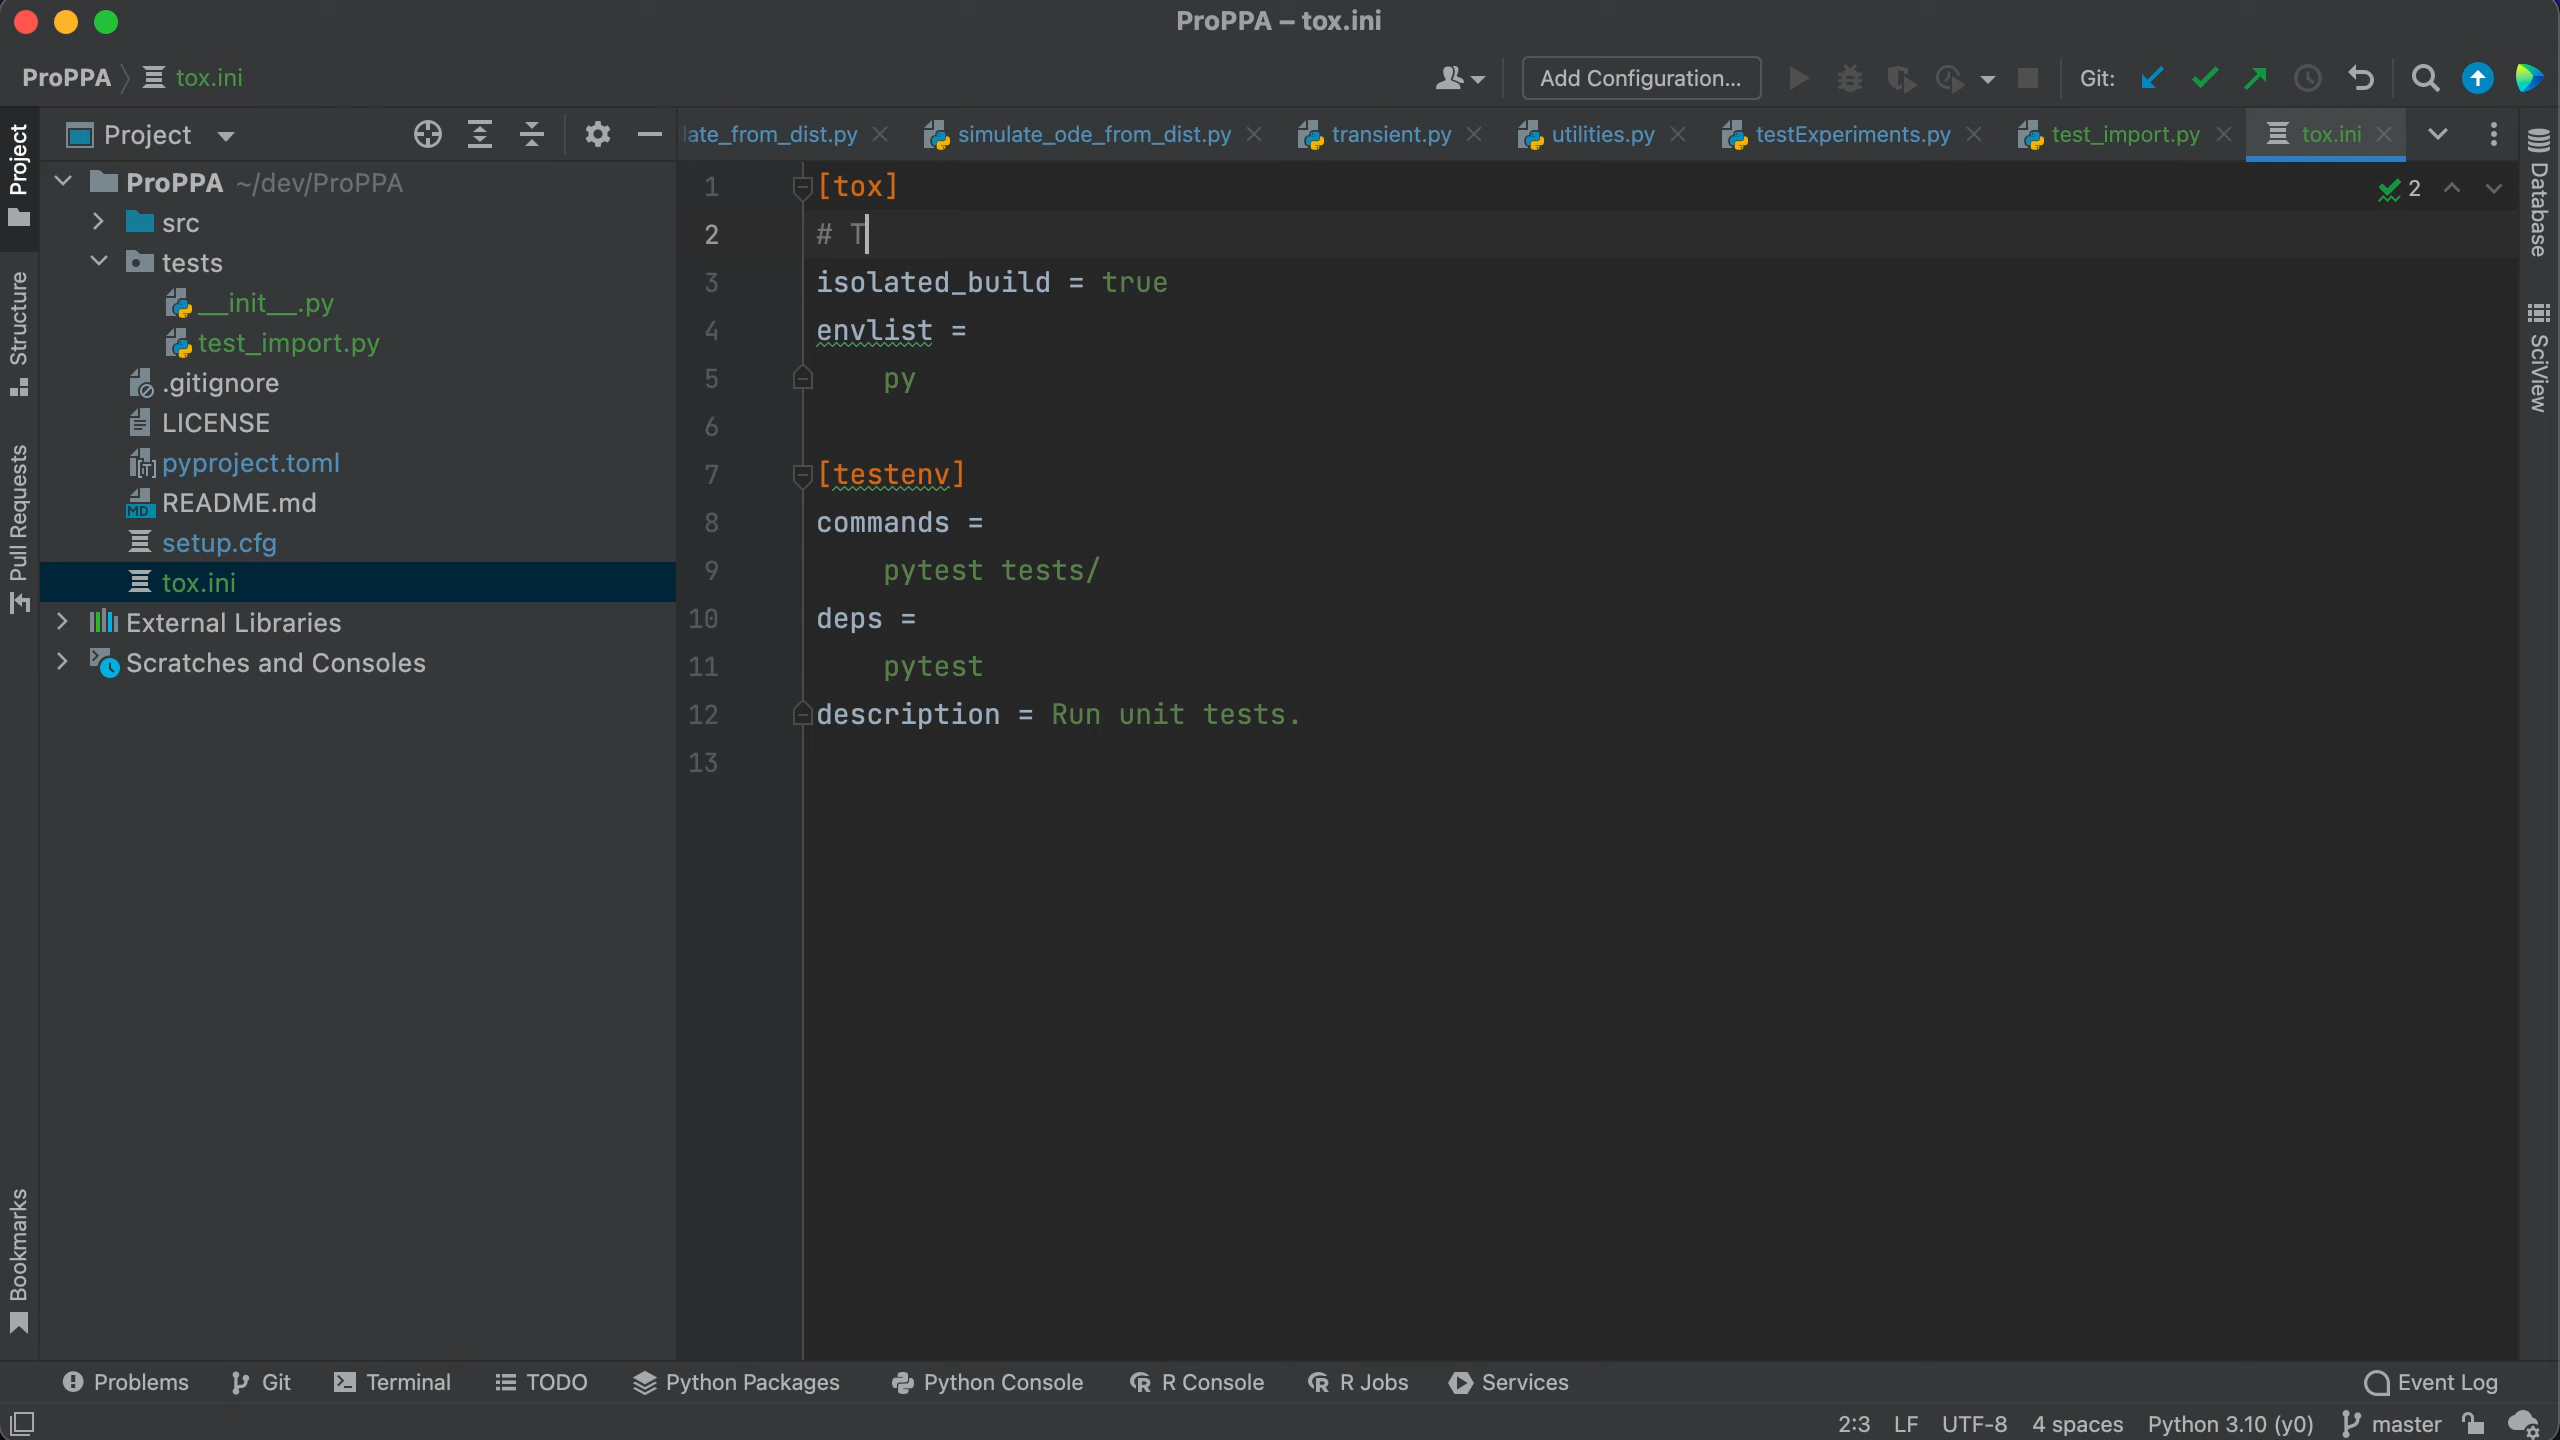 ProPPA – tox.ini
ProPPA tox.ini
Add Configuration... Git:
Project
late_from_dist.py simulate_ode_from_dist.py transient.py utilities.py testExperiments.py test_import.py tox.ini
Project
Structure
Pull Requests
Bookmarks
ProPPA ~/dev/ProPPA
src
tests
__init__.py
test_import.py
.gitignore
LICENSE
pyproject.toml
README.md
setup.cfg
tox.ini
External Libraries
Scratches and Consoles
1 [tox]
2 # T
3 isolated_build = true
4 envlist =
5 py
6
7 [testenv]
8 commands =
9 pytest tests/
10 deps =
11 pytest
12 description = Run unit tests.
13
2
Database
SciView
Problems Git Terminal TODO Python Packages Python Console R Console R Jobs Services Event Log
2:3 LF UTF-8 4 spaces Python 3.10 (y0) master